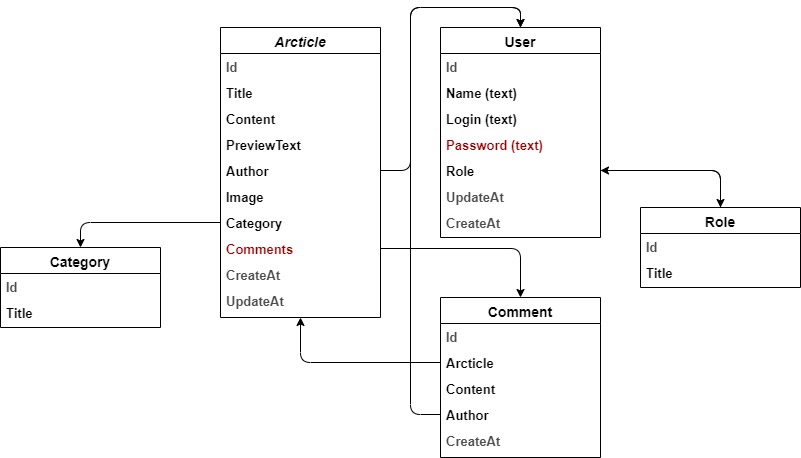 Arcticle
Id
Title
Content
PreviewText
Author
Image
Category
Comments
CreateAt
UpdateAt
User
Id
Name (text)
Login (text)
Password (text)
Role
UpdateAt
CreateAt
Role
Id
Title
Category
Id
Title
Comment
Id
Arcticle
Content
Author
CreateAt